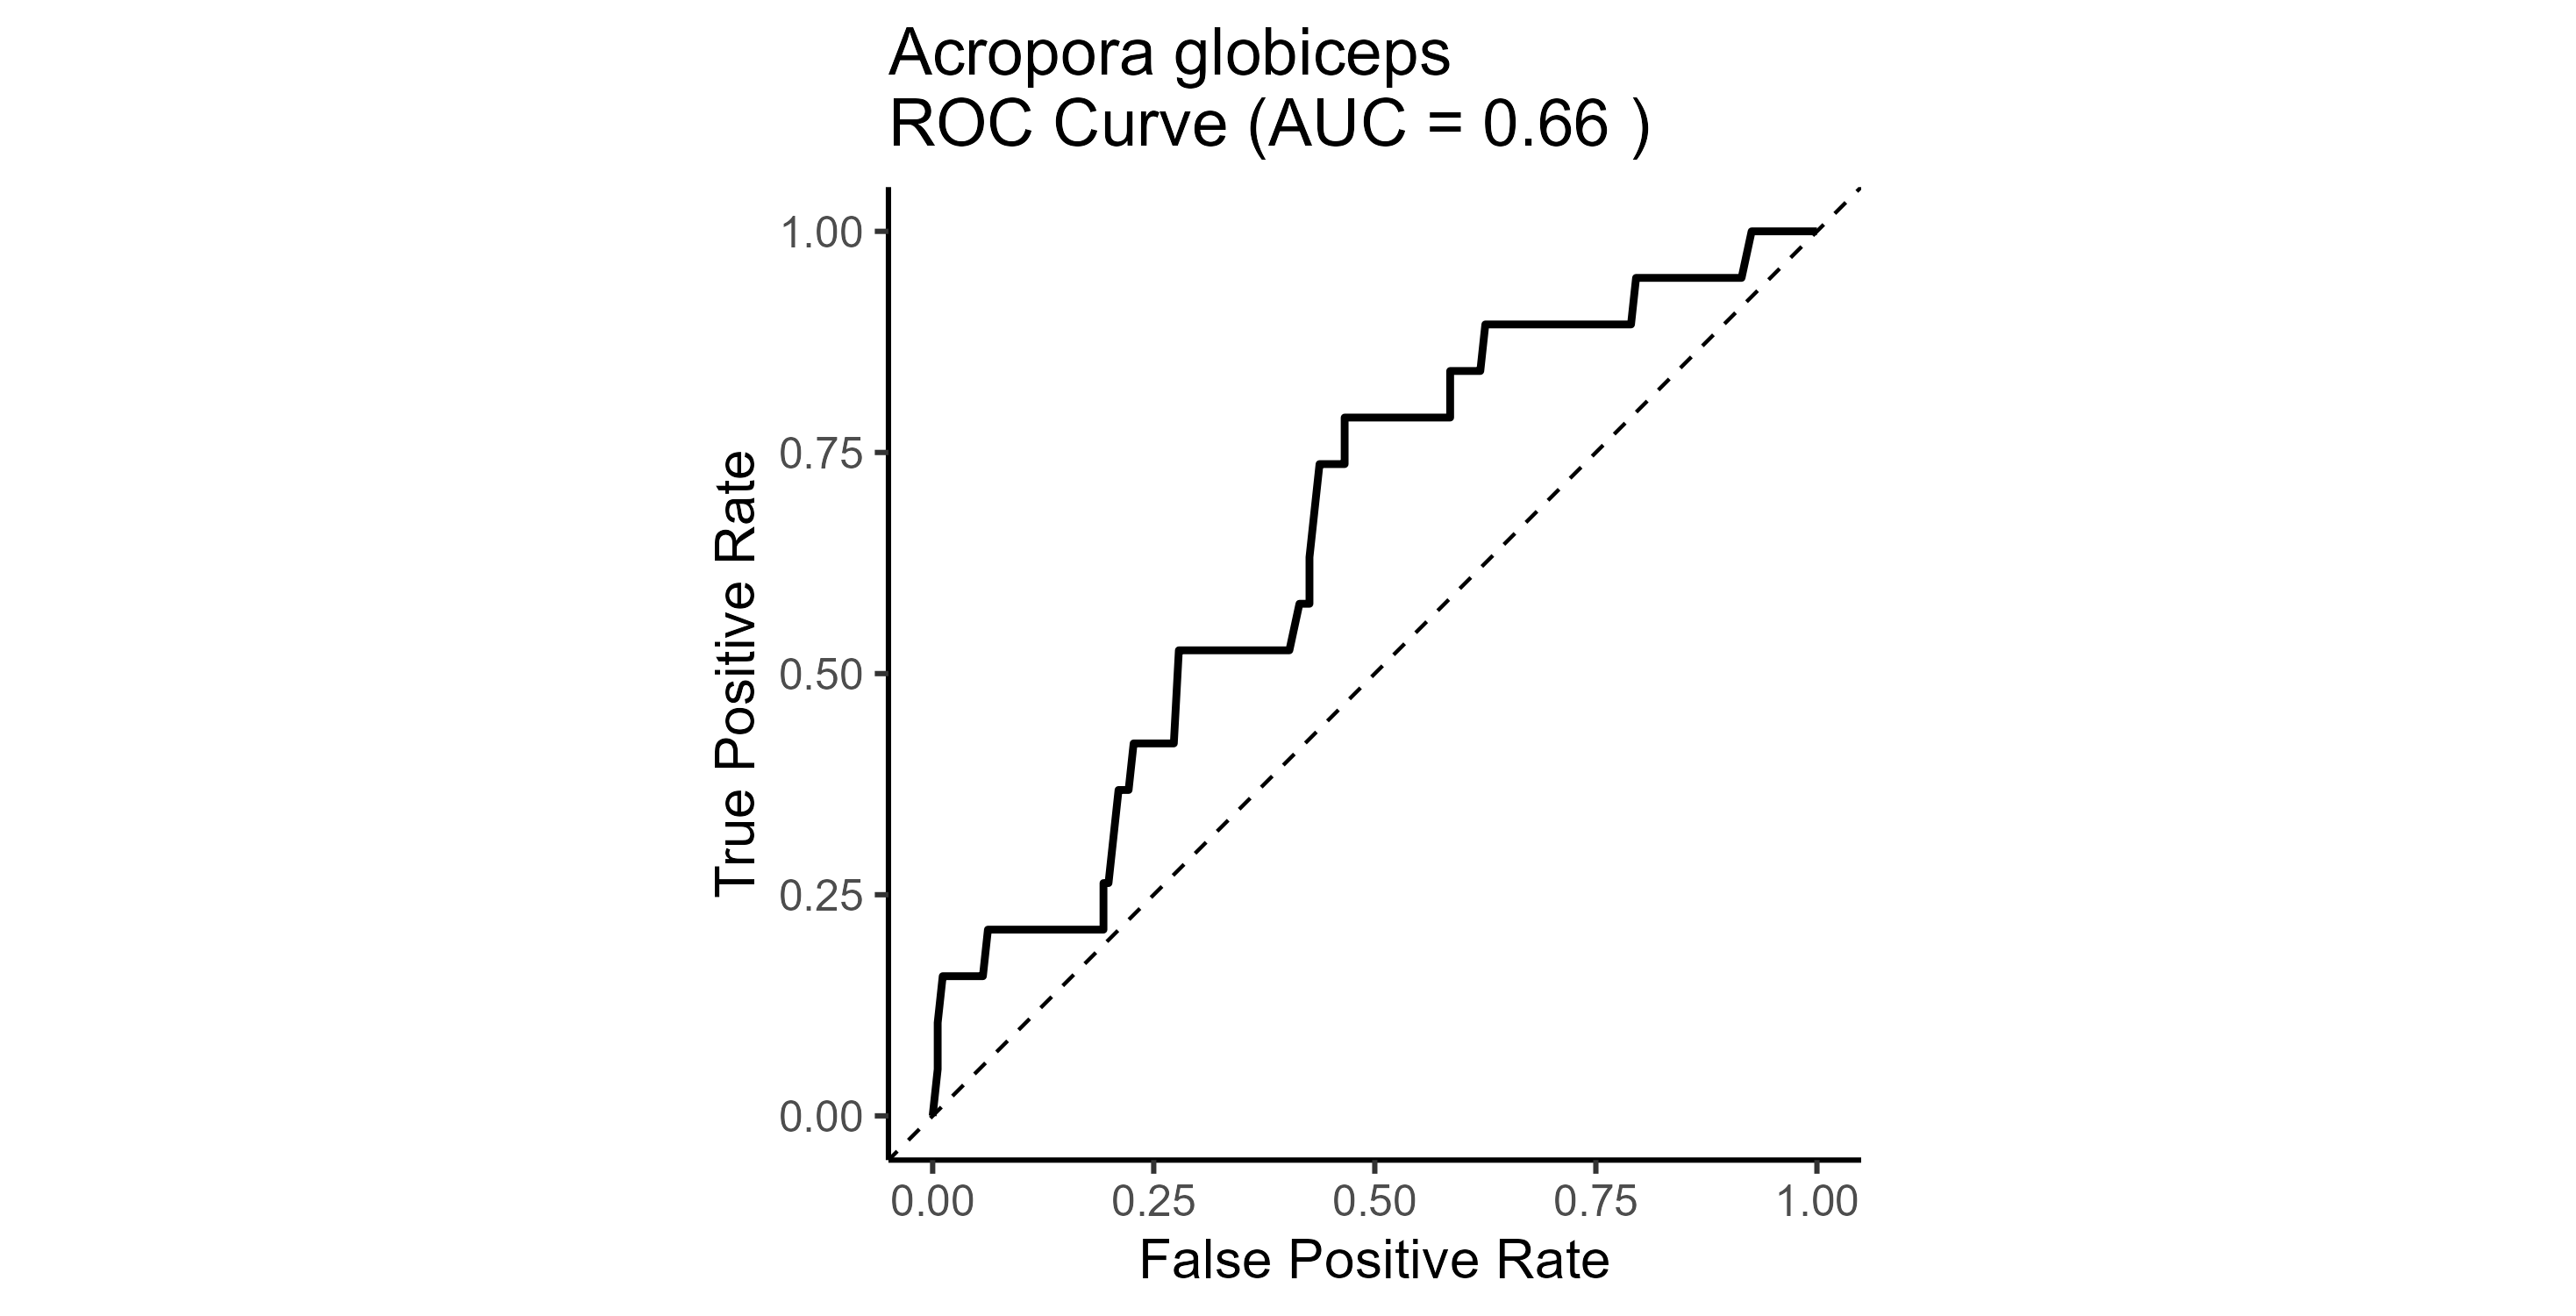 Acropora globiceps
ROC Curve (AUC = 0.66 )
True Positive Rate
1.00
0.75
0.50
0.25
0.00
0.00 0.25 0.50 0.75 1.00
False Positive Rate